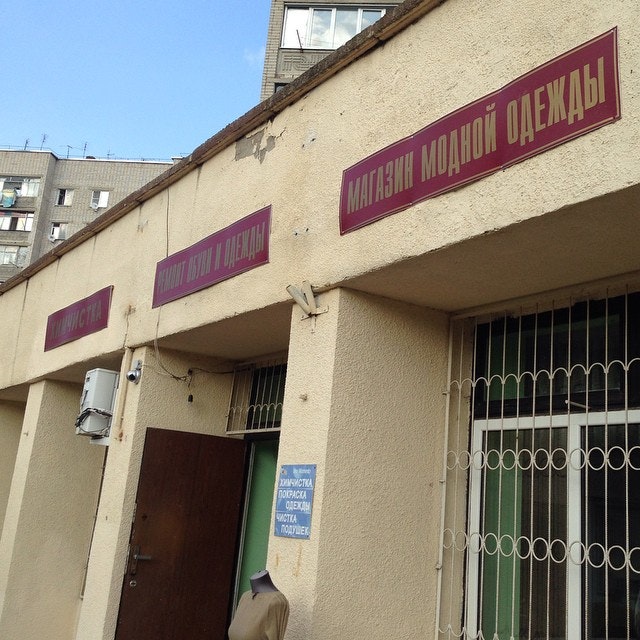 МАГАЗИН МОДНОЙ ОДЕЖДЫ
РЕМОНТ ОБУВИ И ОДЕЖДЫ
ХИМЧИСТКА
ХИМЧИСТКА
ПОКРАСКА
ОДЕЖДЫ
ЧИСТКА
ПОДУШЕК